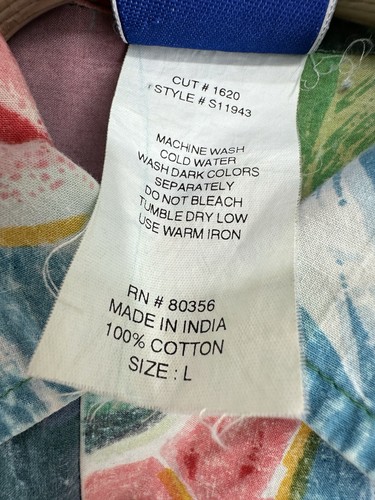 CUT # 1620
STYLE # S11943
MACHINE WASH
COLD WATER
WASH DARK COLORS
SEPARATELY
DO NOT BLEACH
TUMBLE DRY LOW
USE WARM IRON
RN # 80356
MADE IN INDIA
100% COTTON
SIZE : L